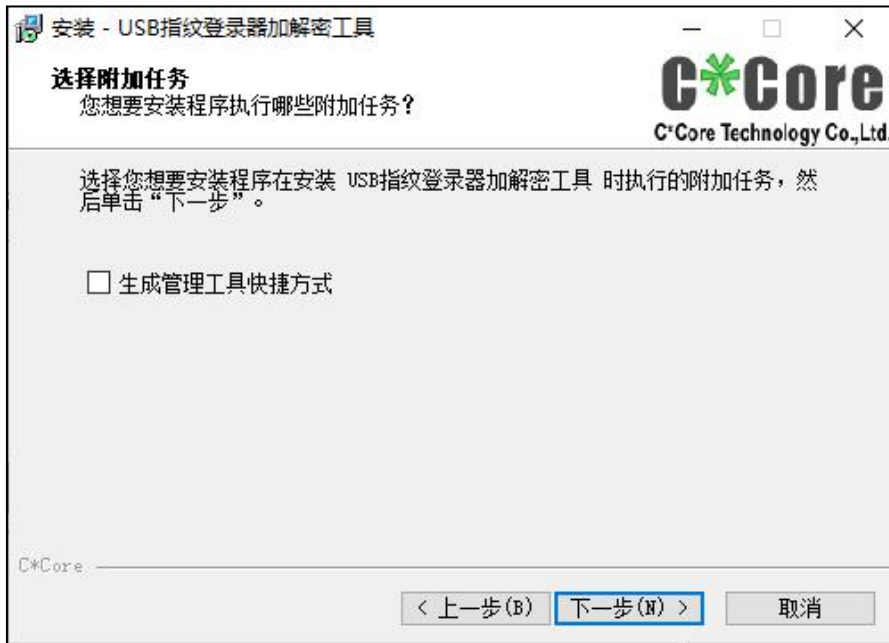 安装 - USB指纹登录器加解密工具
选择附加任务
您想要安装程序执行哪些附加任务?
C*Core
C*Core Technology Co.,Ltd.
选择您想要安装程序在安装 USB指纹登录器加解密工具 时执行的附加任务，然
后单击“下一步”。
生成管理工具快捷方式
C*Core
< 上一步(B)
下一步(N) >
取消